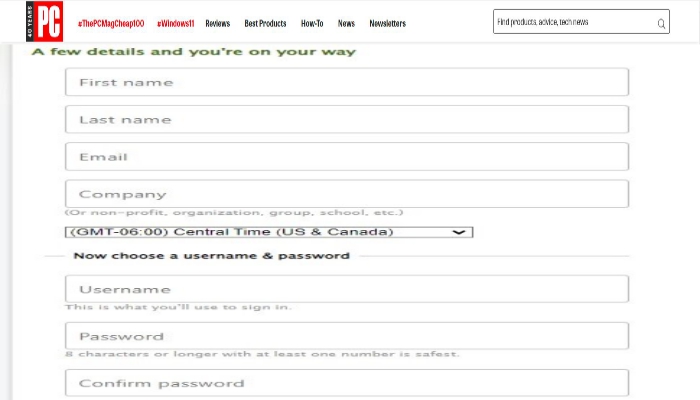 40 YEARS
PC
#ThePCMagCheap100 #Windows11 Reviews Best Products How-To News Newsletters
Find products, advice, tech news
A few details and you're on your way
First name
Last name
Email
Company
(Or non-profit, organization, group, school, etc.)
(GMT-06:00) Central Time (US & Canada)
Now choose a username & password
Username
This is what you'll use to sign in.
Password
8 characters or longer with at least one number is safest.
Confirm password